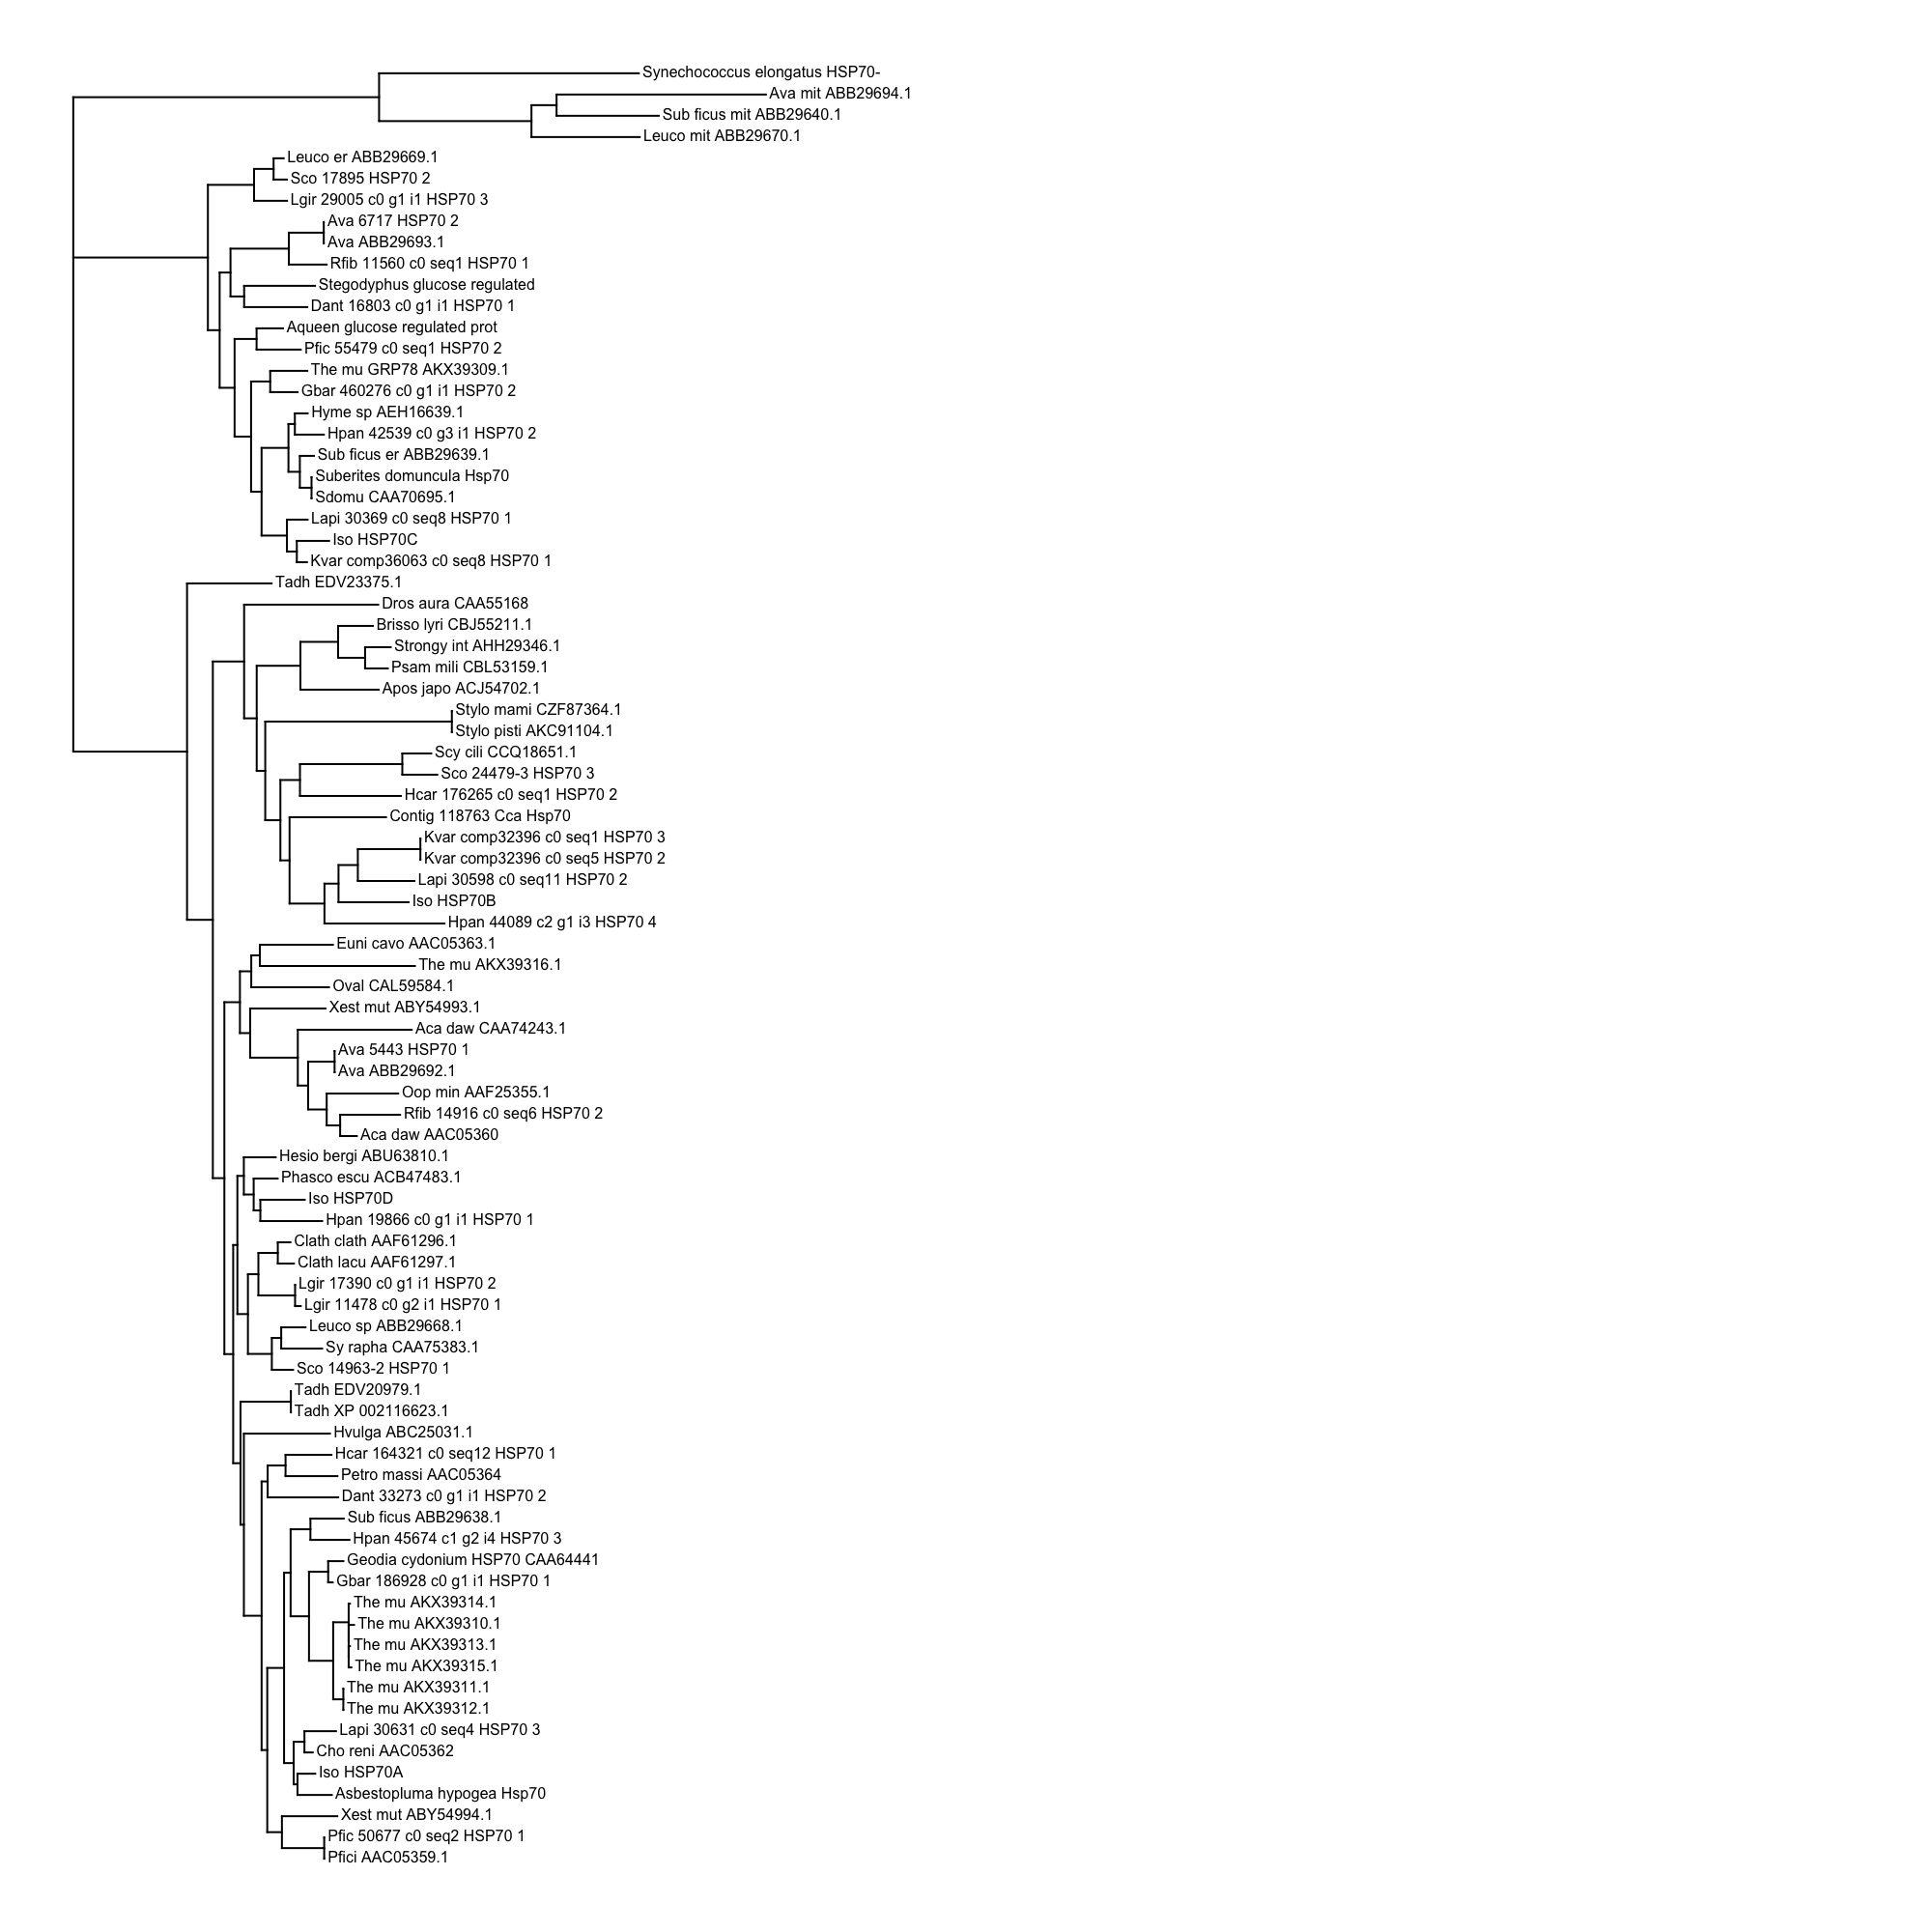 Synechococcus elongatus HSP70-
Ava mit ABB29694.1
Sub ficus mit ABB29640.1
Leuco mit ABB29670.1
Leuco er ABB29669.1
Sco 17895 HSP70 2
Lgir 29005 c0 g1 i1 HSP70 3
Ava 6717 HSP70 2
Ava ABB29693.1
Rfib 11560 c0 seq1 HSP70 1
Stegodyphus glucose regulated
Dant 16803 c0 g1 i1 HSP70 1
Aqueen glucose regulated prot
Pfic 55479 c0 seq1 HSP70 2
The mu GRP78 AKX39309.1
Gbar 460276 c0 g1 i1 HSP70 2
Hyme sp AEH16639.1
Hpan 42539 c0 g3 i1 HSP70 2
Sub ficus er ABB29639.1
Suberites domuncula Hsp70
Sdomu CAA70695.1
Lapi 30369 c0 seq8 HSP70 1
Iso HSP70C
Kvar comp36063 c0 seq8 HSP70 1
Tadh EDV23375.1
Dros aura CAA55168
Brisso lyri CBJ55211.1
Strongy int AHH29346.1
Psam mili CBL53159.1
Apos japo ACJ54702.1
Stylo mami CZF87364.1
Stylo pisti AKC91104.1
Scy cili CCQ18651.1
Sco 24479-3 HSP70 3
Hcar 176265 c0 seq1 HSP70 2
Contig 118763 Cca Hsp70
Kvar comp32396 c0 seq1 HSP70 3
Kvar comp32396 c0 seq5 HSP70 2
Lapi 30598 c0 seq11 HSP70 2
Iso HSP70B
Hpan 44089 c2 g1 i3 HSP70 4
Euni cavo AAC05363.1
The mu AKX39316.1
Oval CAL59584.1
Xest mut ABY54993.1
Aca daw CAA74243.1
Ava 5443 HSP70 1
Ava ABB29692.1
Oop min AAF25355.1
Rfib 14916 c0 seq6 HSP70 2
Aca daw AAC05360
Hesio bergi ABU63810.1
Phasco escu ACB47483.1
Iso HSP70D
Hpan 19866 c0 g1 i1 HSP70 1
Clath clath AAF61296.1
Clath lacu AAF61297.1
Lgir 17390 c0 g1 i1 HSP70 2
Lgir 11478 c0 g2 i1 HSP70 1
Leuco sp ABB29668.1
Sy rapha CAA75383.1
Sco 14963-2 HSP70 1
Tadh EDV20979.1
Tadh XP 002116623.1
Hvulga ABC25031.1
Hcar 164321 c0 seq12 HSP70 1
Petro massi AAC05364
Dant 33273 c0 g1 i1 HSP70 2
Sub ficus ABB29638.1
Hpan 45674 c1 g2 i4 HSP70 3
Geodia cydonium HSP70 CAA64441
Gbar 186928 c0 g1 i1 HSP70 1
The mu AKX39314.1
The mu AKX39310.1
The mu AKX39313.1
The mu AKX39315.1
The mu AKX39311.1
The mu AKX39312.1
Lapi 30631 c0 seq4 HSP70 3
Cho reni AAC05362
Iso HSP70A
Asbestopluma hypogea Hsp70
Xest mut ABY54994.1
Pfic 50677 c0 seq2 HSP70 1
Pfici AAC05359.1